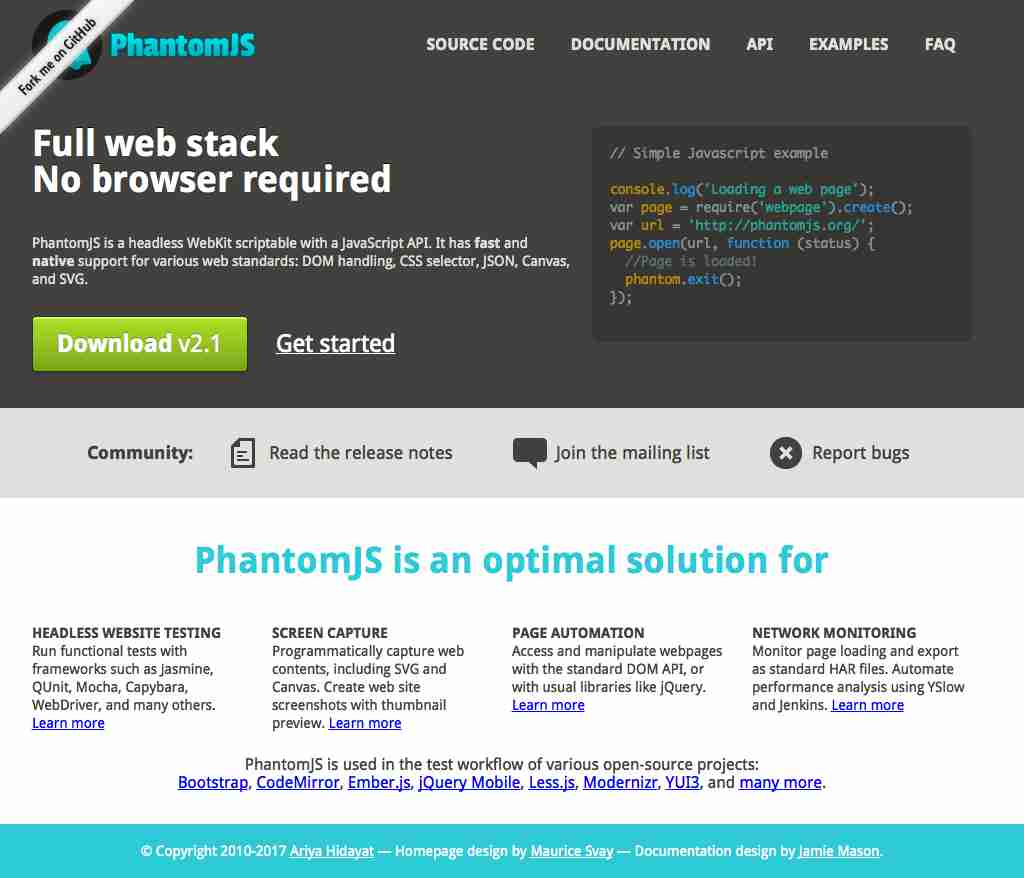 Fork me on GitHub
PhantomJS
SOURCE CODE DOCUMENTATION API EXAMPLES FAQ
Full web stack
No browser required
PhantomJS is a headless WebKit scriptable with a JavaScript API. It has fast and
native support for various web standards: DOM handling, CSS selector, JSON, Canvas,
and SVG.
Download v2.1 Get started
// Simple Javascript example
console.log('Loading a web page');
var page = require('webpage').create();
var url = 'http://phantomjs.org/';
page.open(url, function (status) {
  //Page is loaded!
  phantom.exit();
});
Community: Read the release notes Join the mailing list Report bugs
PhantomJS is an optimal solution for
HEADLESS WEBSITE TESTING
Run functional tests with
frameworks such as Jasmine,
QUnit, Mocha, Capybara,
WebDriver, and many others.
Learn more
SCREEN CAPTURE
Programmatically capture web
contents, including SVG and
Canvas. Create web site
screenshots with thumbnail
preview. Learn more
PAGE AUTOMATION
Access and manipulate webpages
with the standard DOM API, or
with usual libraries like jQuery.
Learn more
NETWORK MONITORING
Monitor page loading and export
as standard HAR files. Automate
performance analysis using YSlow
and Jenkins. Learn more
PhantomJS is used in the test workflow of various open-source projects:
Bootstrap, CodeMirror, Ember.js, jQuery Mobile, Less.js, Modernizr, YUI3, and many more.
© Copyright 2010-2017 Ariya Hidayat — Homepage design by Maurice Svay — Documentation design by Jamie Mason.